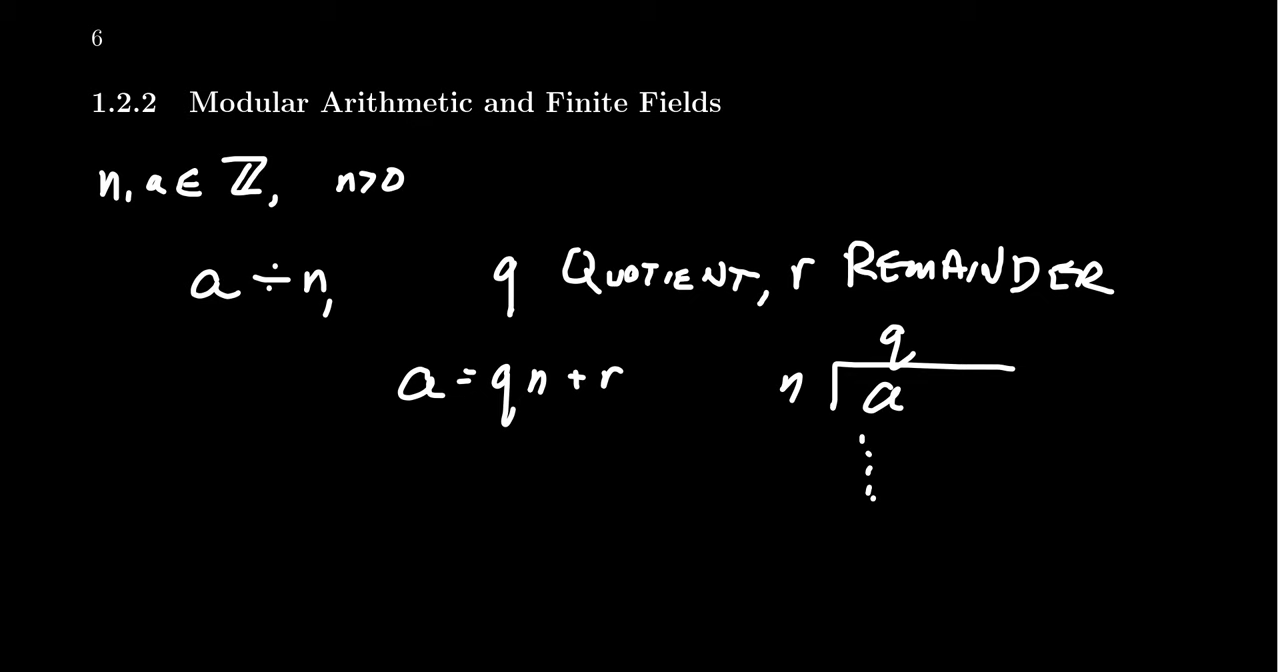 6
1.2.2 Modular Arithmetic and Finite Fields
n, a ∈ ℤ, n>0
a ÷ n, q QUOTIENT, r REMAINDER
q
a = qn + r n a